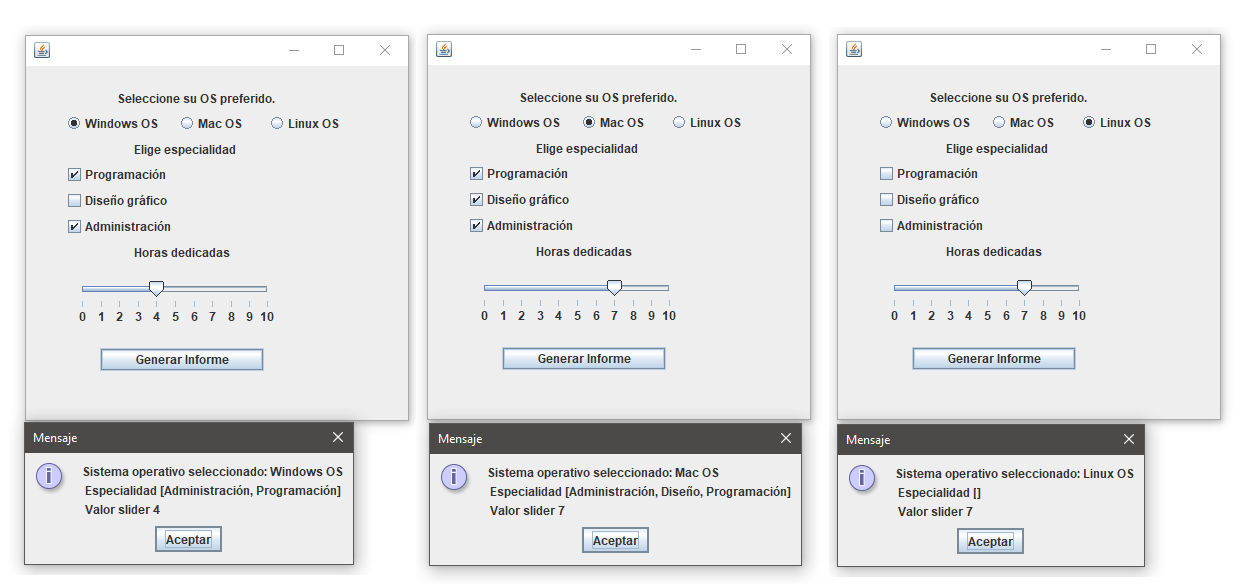 Seleccione su OS preferido.
Windows OS Mac OS Linux OS
Elige especialidad
Programación
Diseño gráfico
Administración
Horas dedicadas
0 1 2 3 4 5 6 7 8 9 10
Generar Informe
Mensaje
Sistema operativo seleccionado: Windows OS
Especialidad [Administración, Programación]
Valor slider 4
Aceptar
Seleccione su OS preferido.
Windows OS Mac OS Linux OS
Elige especialidad
Programación
Diseño gráfico
Administración
Horas dedicadas
0 1 2 3 4 5 6 7 8 9 10
Generar Informe
Mensaje
Sistema operativo seleccionado: Mac OS
Especialidad [Administración, Diseño, Programación]
Valor slider 7
Aceptar
Seleccione su OS preferido.
Windows OS Mac OS Linux OS
Elige especialidad
Programación
Diseño gráfico
Administración
Horas dedicadas
0 1 2 3 4 5 6 7 8 9 10
Generar Informe
Mensaje
Sistema operativo seleccionado: Linux OS
Especialidad []
Valor slider 7
Aceptar